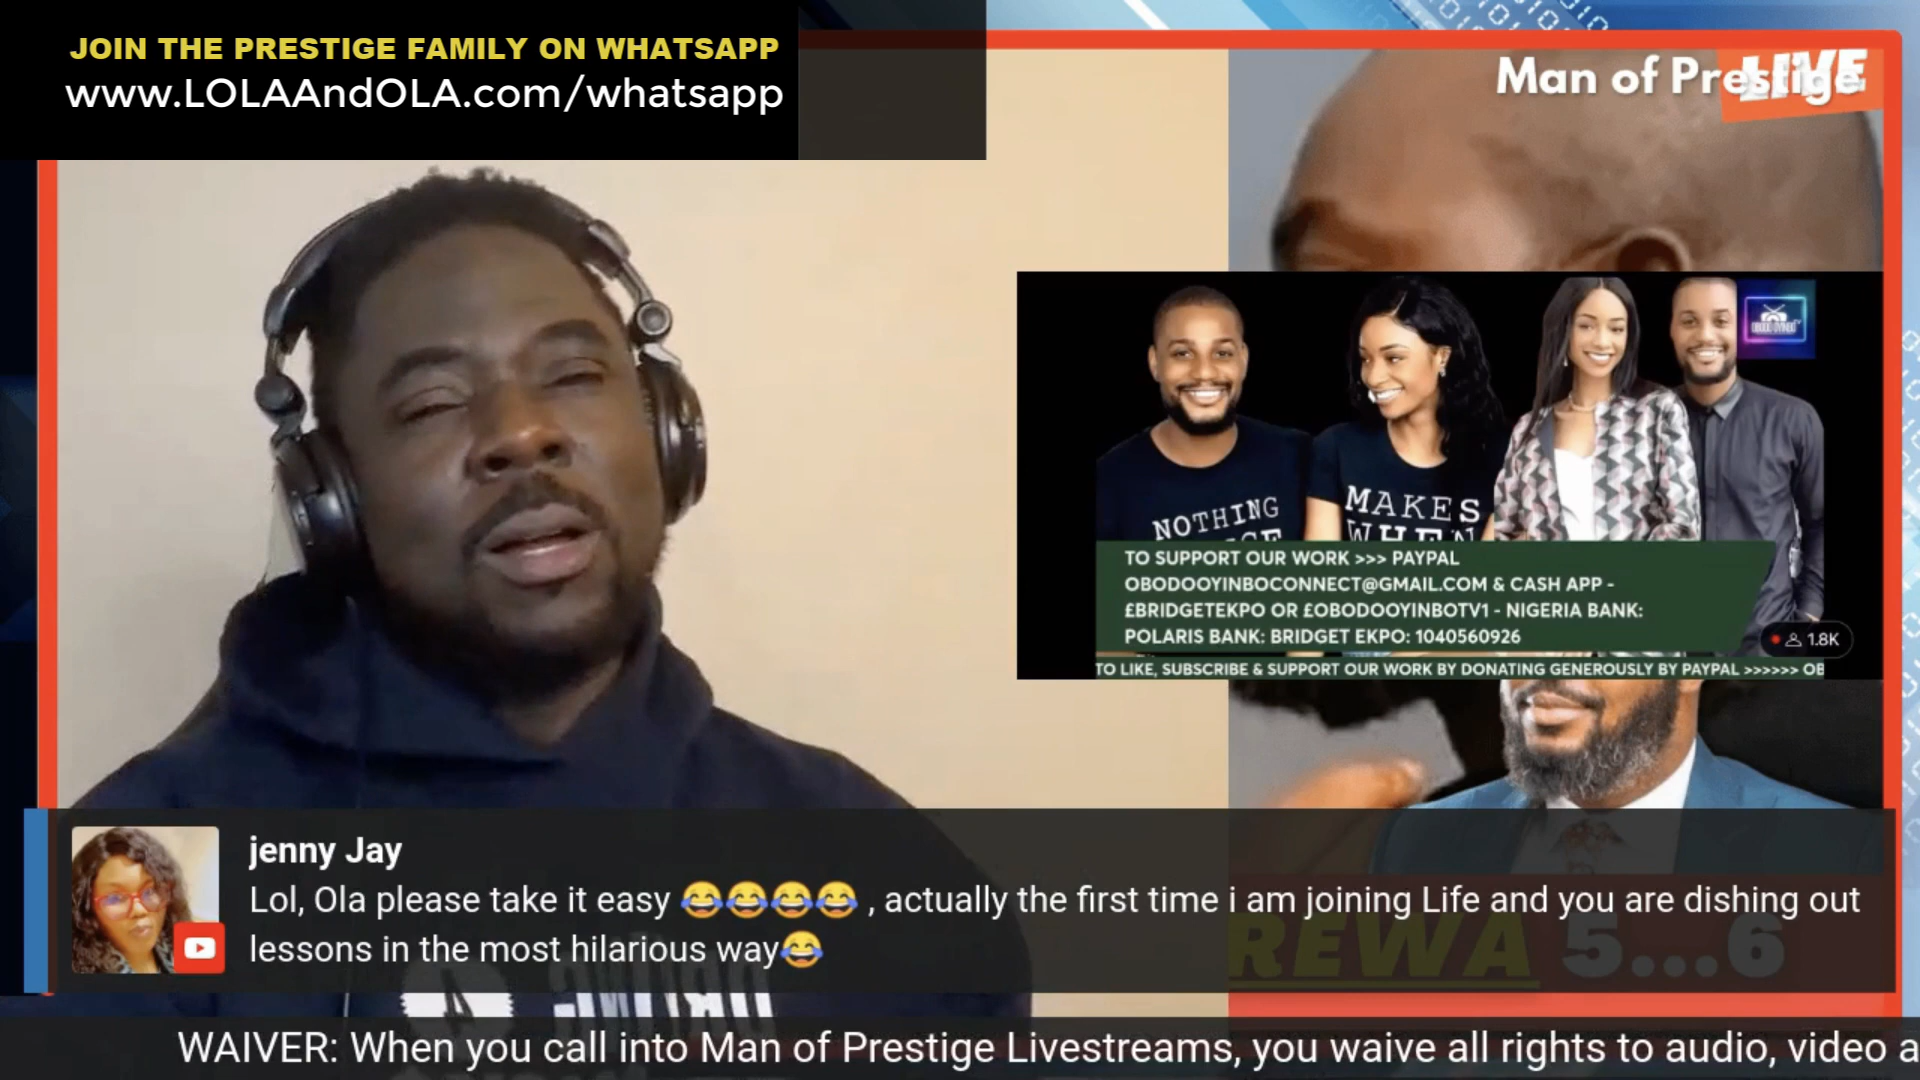 JOIN THE PRESTIGE FAMILY ON WHATSAPP
www.LOLAAndOLA.com/whatsapp
Man of Prestige
LIVE
OBODO OYINBO TV
NOTHING
MAKES
WHEN
TO SUPPORT OUR WORK >>> PAYPAL
OBODOOYINBOCONNECT@GMAIL.COM & CASH APP -
£BRIDGETEKPO OR £OBODOOYINBOTV1 - NIGERIA BANK:
POLARIS BANK: BRIDGET EKPO: 1040560926
1.8K
TO LIKE, SUBSCRIBE & SUPPORT OUR WORK BY DONATING GENEROUSLY BY PAYPAL >>>>>> OB
jenny Jay
Lol, Ola please take it easy 😂😂😂😂 , actually the first time i am joining Life and you are dishing out
lessons in the most hilarious way😂
REWA 5...6
WAIVER: When you call into Man of Prestige Livestreams, you waive all rights to audio, video a